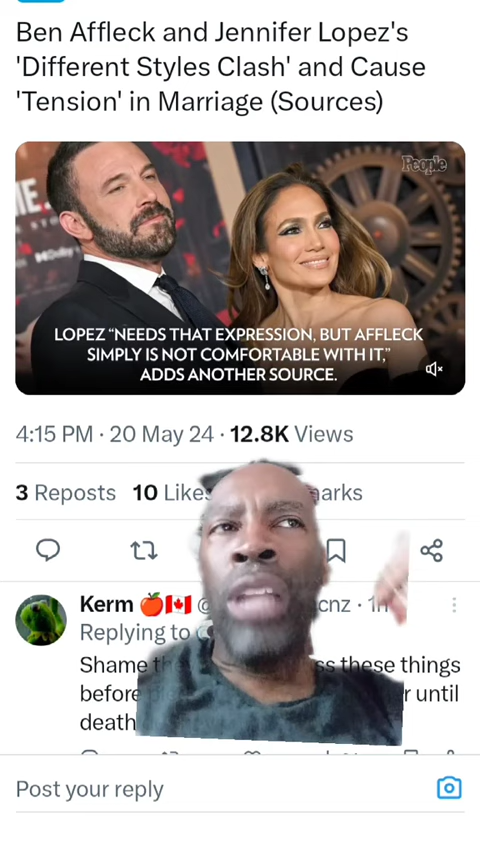 Ben Affleck and Jennifer Lopez's
'Different Styles Clash' and Cause
'Tension' in Marriage (Sources)
People
LOPEZ “NEEDS THAT EXPRESSION, BUT AFFLECK
SIMPLY IS NOT COMFORTABLE WITH IT,”
ADDS ANOTHER SOURCE.
4:15 PM · 20 May 24 · 12.8K Views
3 Reposts 10 Likes
Kerm 🍎🇨🇦
Replying to
Shame these things
before until
death
Post your reply